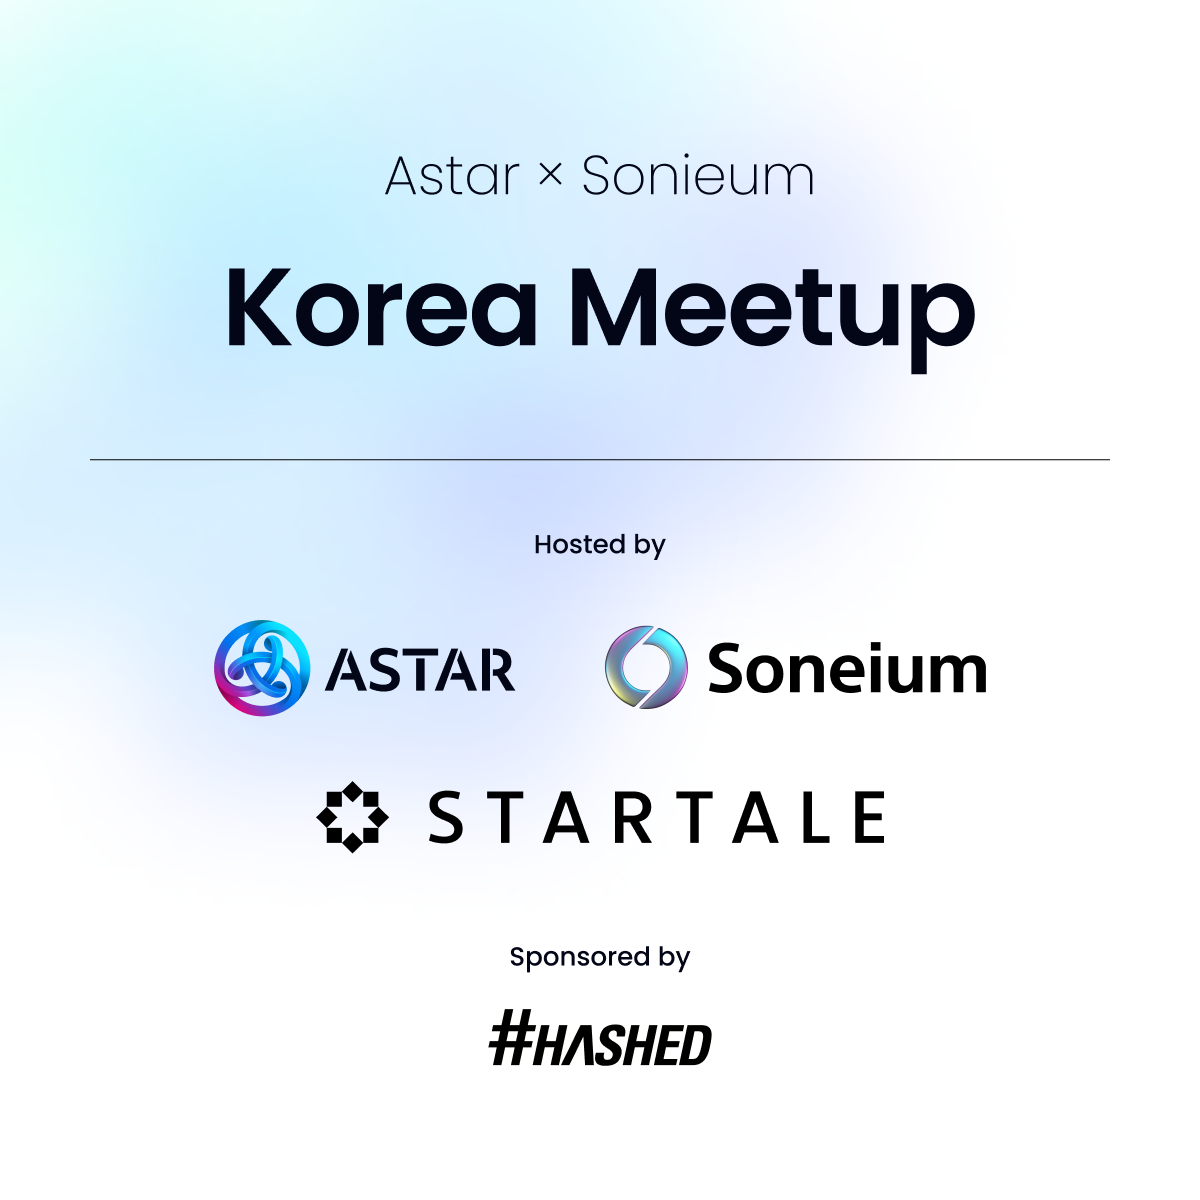 Astar × Sonieum
Korea Meetup
Hosted by
ASTAR
Soneium
STARTALE
Sponsored by
#HASHED